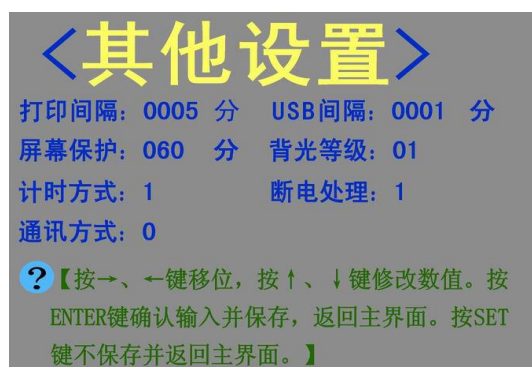 <其他设置>
打印间隔：0005 分 USB间隔：0001 分
屏幕保护：060 分 背光等级：01
计时方式：1 断电处理：1
通讯方式：0
?【按→、←键移位，按↑、↓键修改数值。按
ENTER键确认输入并保存，返回主界面。按SET
键不保存并返回主界面。】